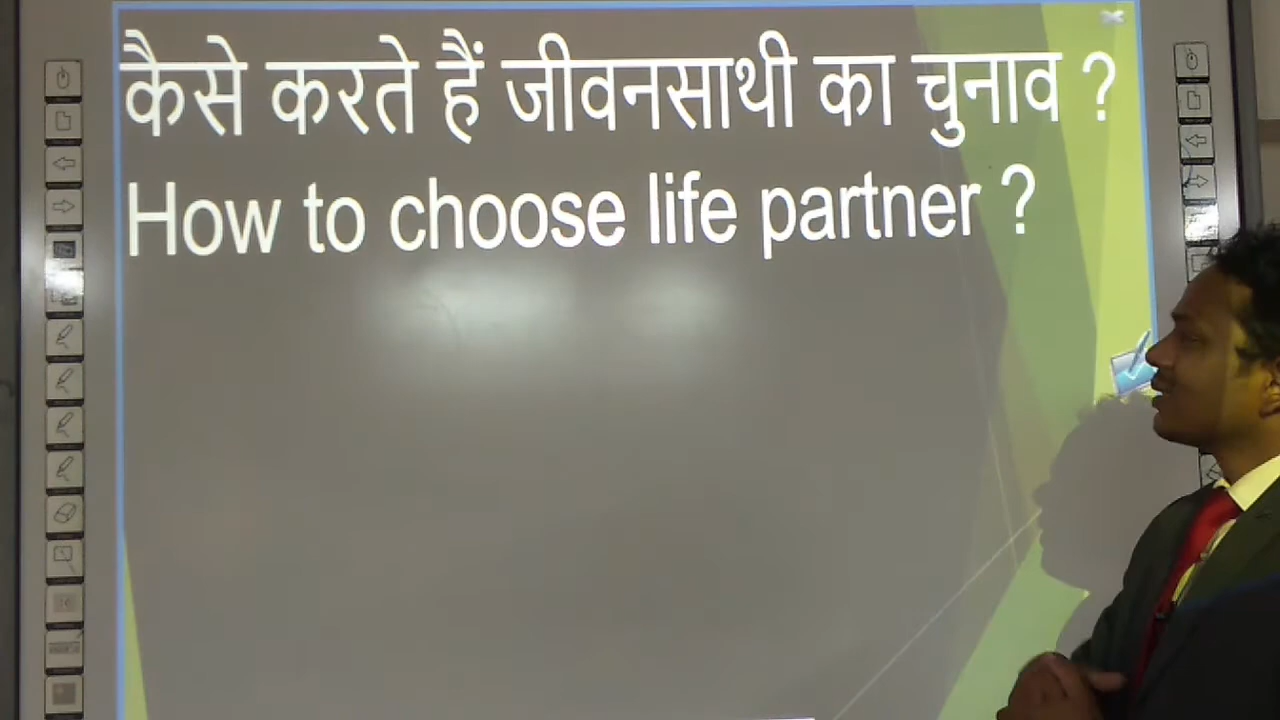 कैसे करते हैं जीवनसाथी का चुनाव ?
How to choose life partner ?